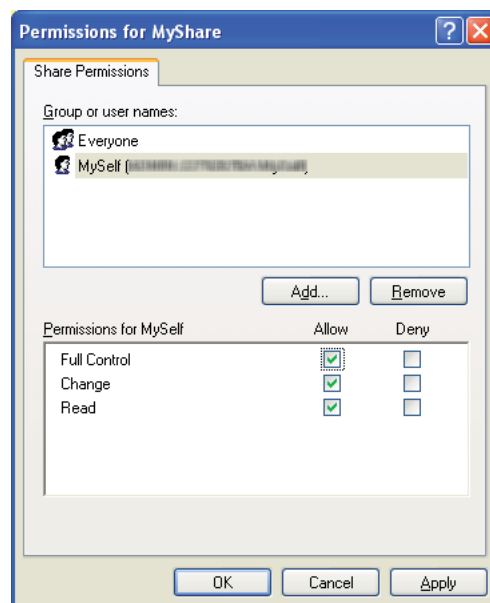 Permissions for MyShare
Share Permissions
Group or user names:
Everyone
MySelf (
Add... Remove
Permissions for MySelf Allow Deny
Full Control
Change
Read
OK Cancel Apply